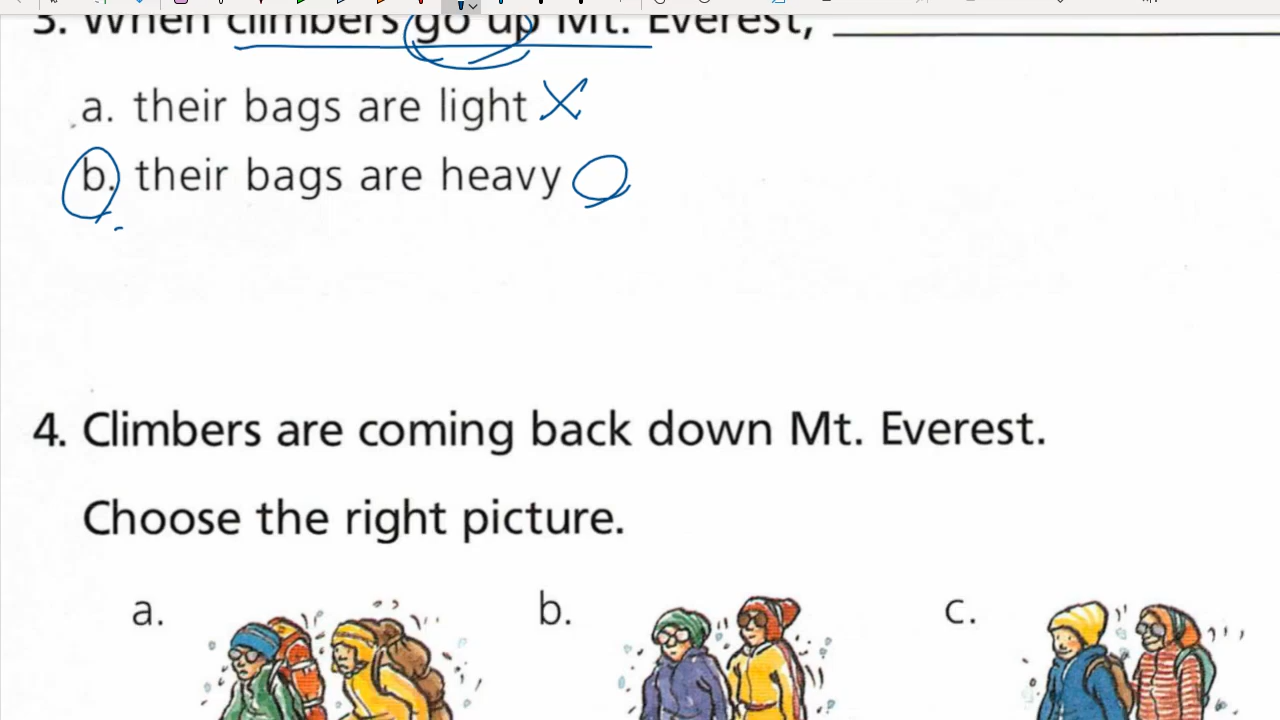 3. When climbers go up Mt. Everest, ____________
a. their bags are light X
b. their bags are heavy O
4. Climbers are coming back down Mt. Everest.
Choose the right picture.
a. b. c.